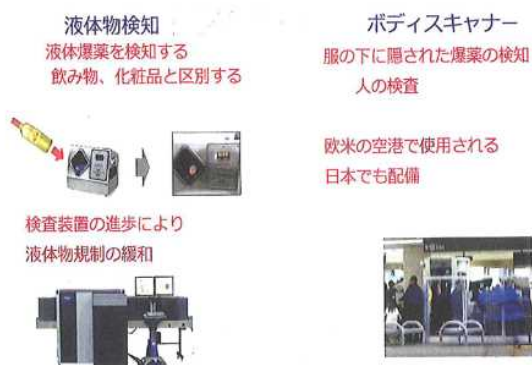 液体物検知
液体爆薬を検知する
飲み物、化粧品と区別する
検査装置の進歩により
液体物規制の緩和
ボディスキャナー
服の下に隠された爆薬の検知
人の検査
欧米の空港で使用される
日本でも配備